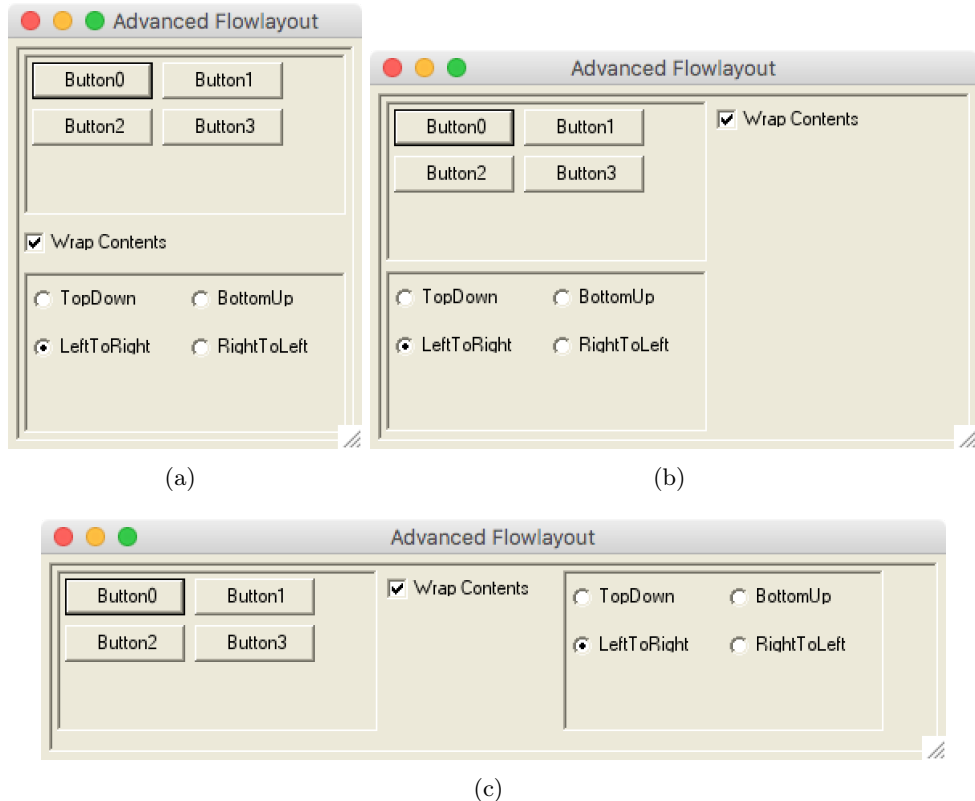 Advanced Flowlayout
Button0 Button1
Button2 Button3
Wrap Contents
TopDown BottomUp
LeftToRight RightToLeft
(a)
Advanced Flowlayout
Button0 Button1
Wrap Contents
Button2 Button3
TopDown BottomUp
LeftToRight RightToLeft
(b)
Advanced Flowlayout
Button0 Button1 Wrap Contents TopDown BottomUp
Button2 Button3 LeftToRight RightToLeft
(c)